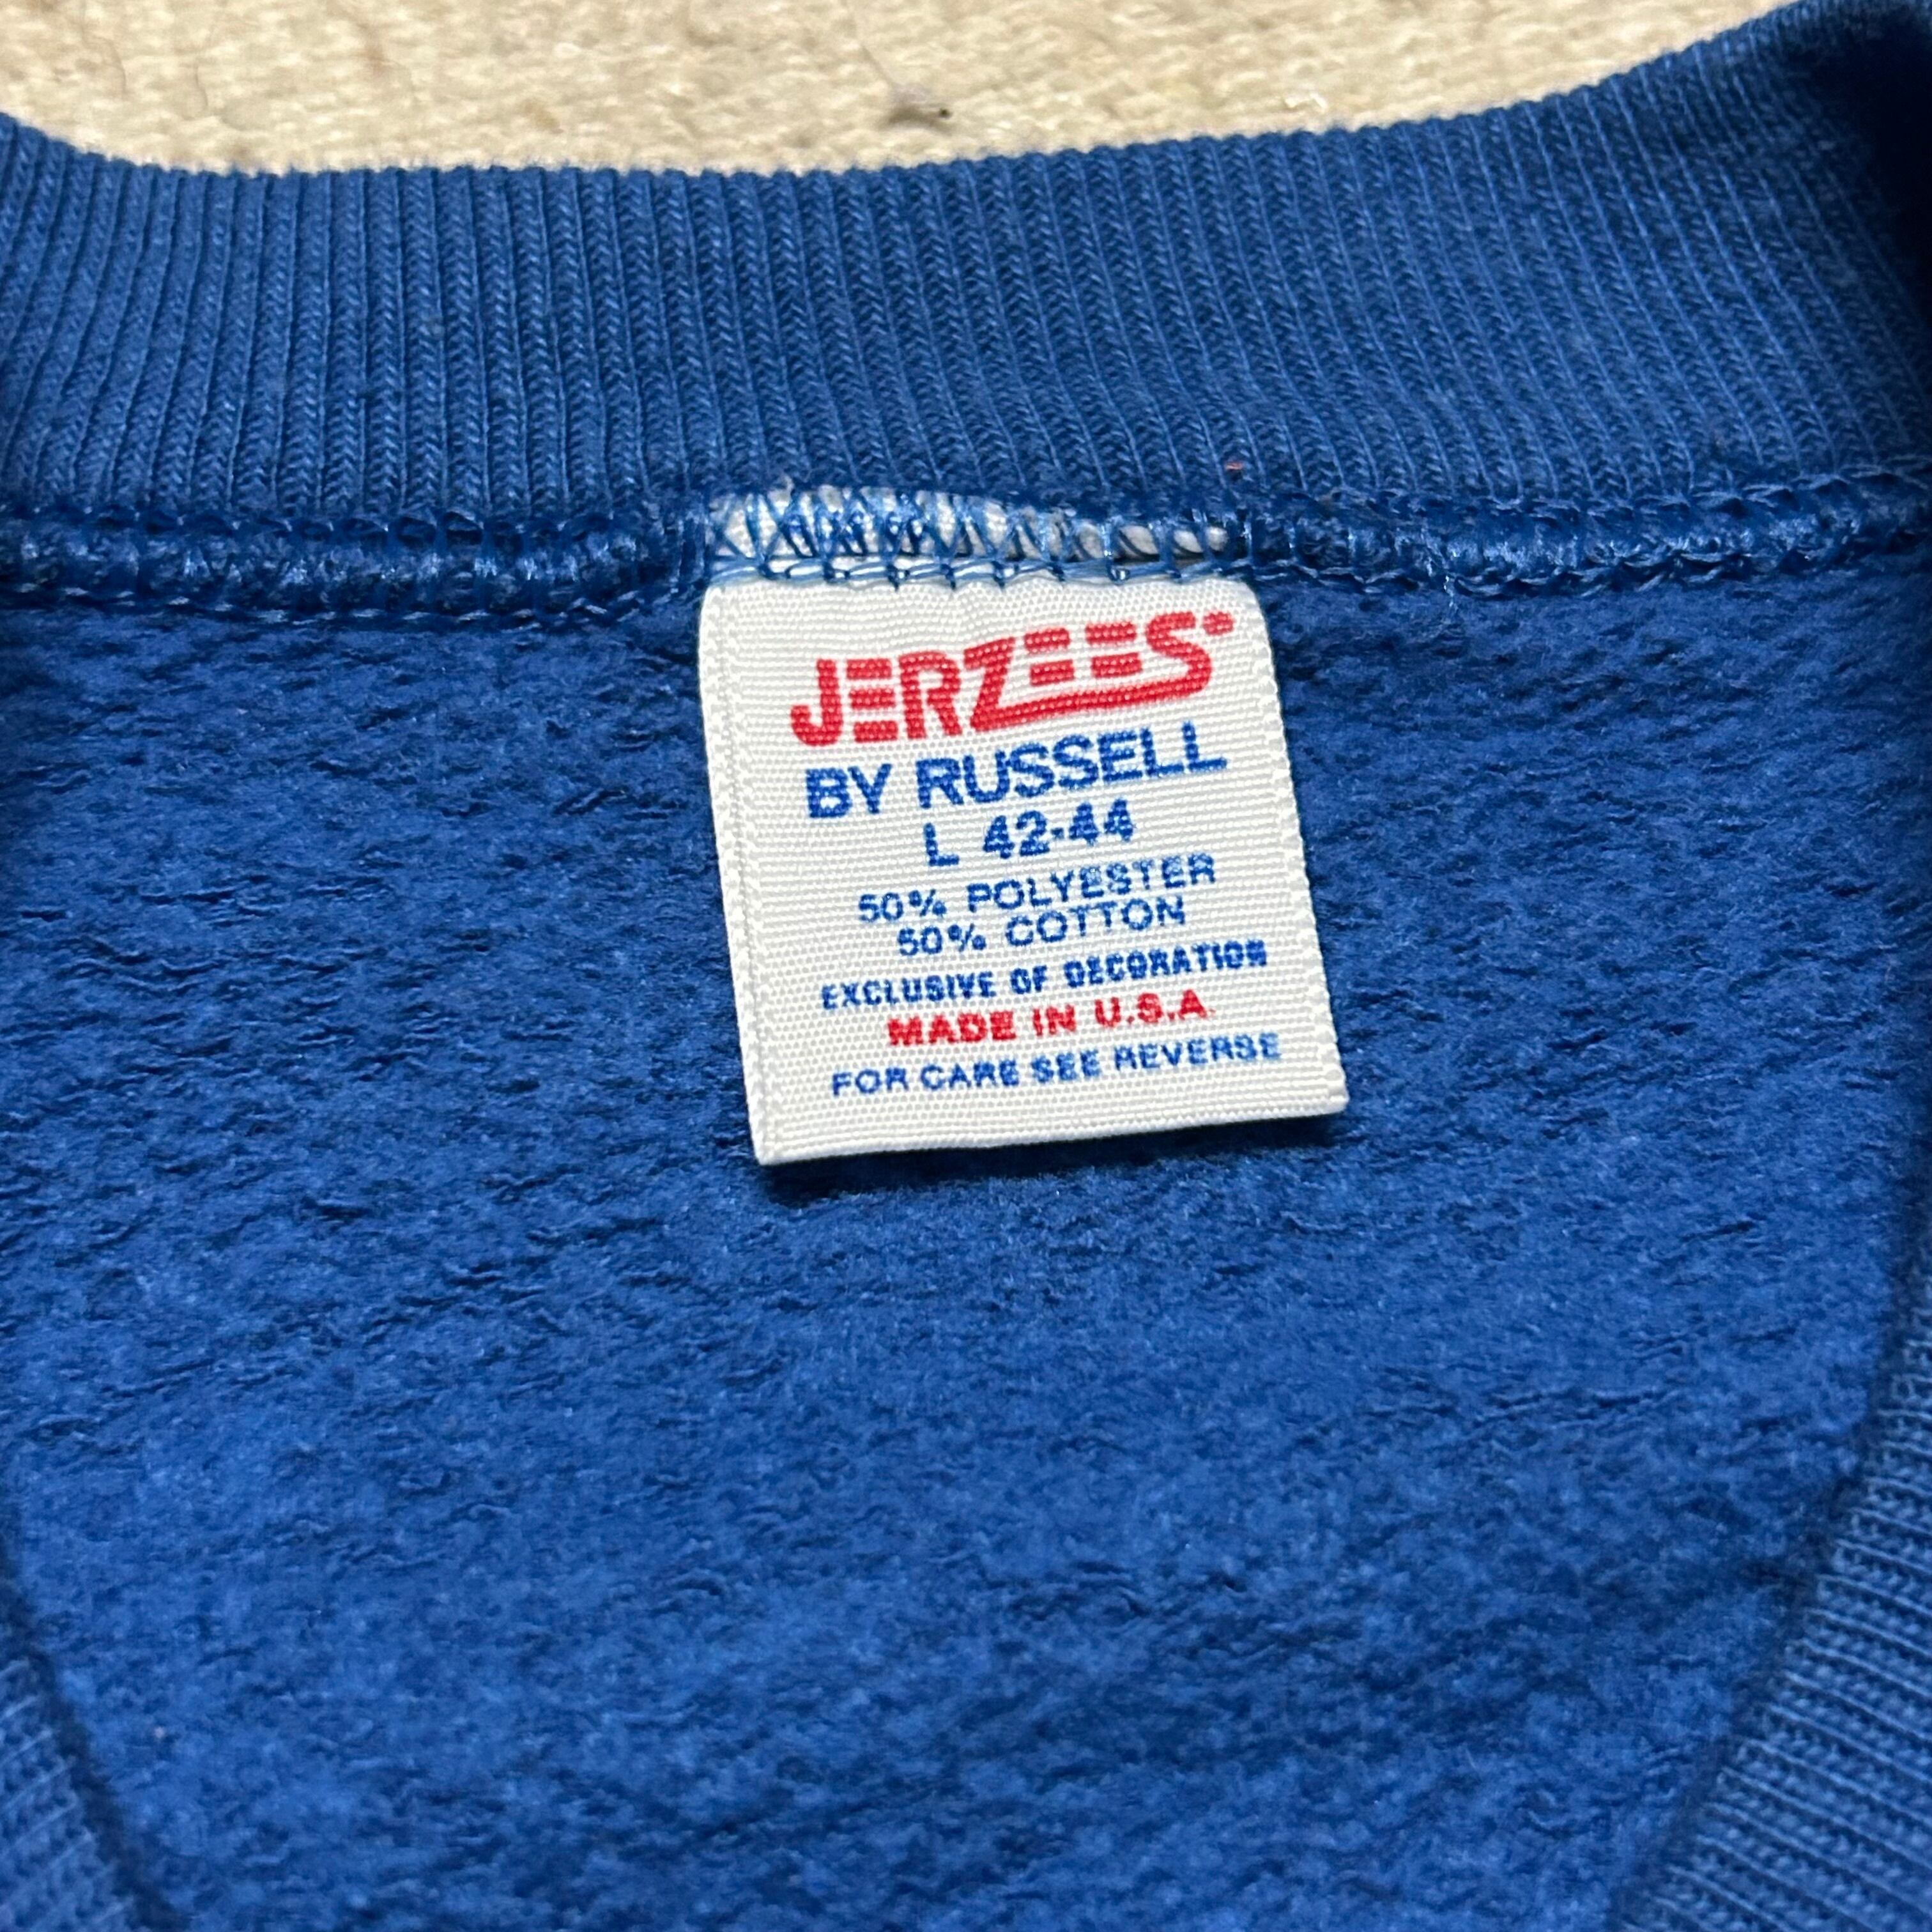 JERZEES
BY RUSSELL
L 42-44
50% POLYESTER
50% COTTON
EXCLUSIVE OF DECORATION
MADE IN U.S.A.
FOR CARE SEE REVERSE